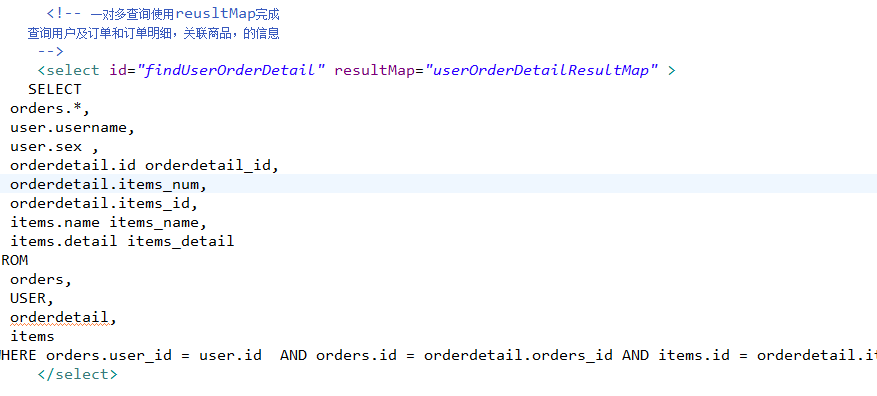 <!-- 一对多查询使用reusltMap完成
查询用户及订单和订单明细，关联商品，的信息
-->
<select id="findUserOrderDetail" resultMap="userOrderDetailResultMap" >
SELECT
orders.*,
user.username,
user.sex ,
orderdetail.id orderdetail_id,
orderdetail.items_num,
orderdetail.items_id,
items.name items_name,
items.detail items_detail
ROM
orders,
USER,
orderdetail,
items
WHERE orders.user_id = user.id  AND orders.id = orderdetail.orders_id AND items.id = orderdetail.it
</select>